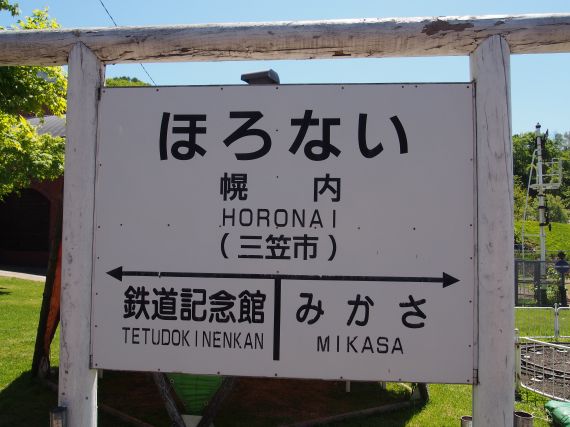 ほろない
幌内
HORONAI
(三笠市)
鉄道記念館 みかさ
TETUDOKINENKAN MIKASA